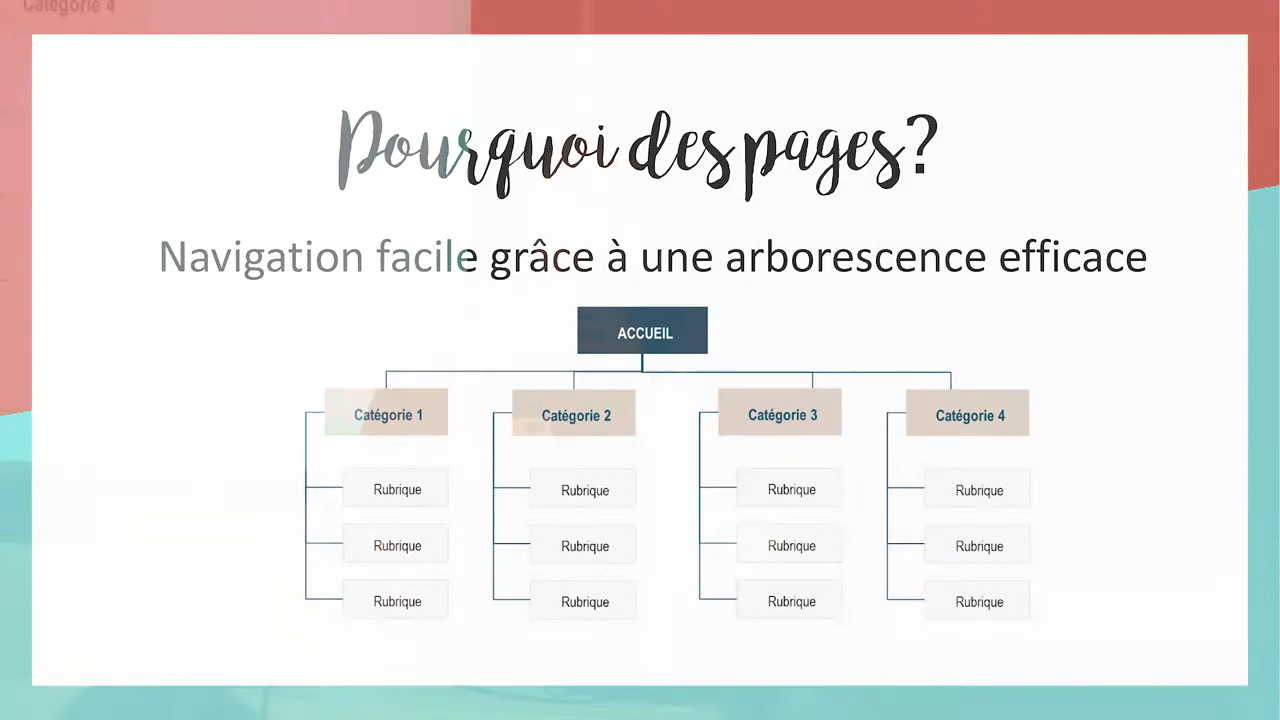 Catégorie 4
Pourquoi des pages?
Navigation facile grâce à une arborescence efficace
ACCUEIL
Catégorie 1
Catégorie 2
Catégorie 3
Catégorie 4
Rubrique
Rubrique
Rubrique
Rubrique
Rubrique
Rubrique
Rubrique
Rubrique
Rubrique
Rubrique
Rubrique
Rubrique